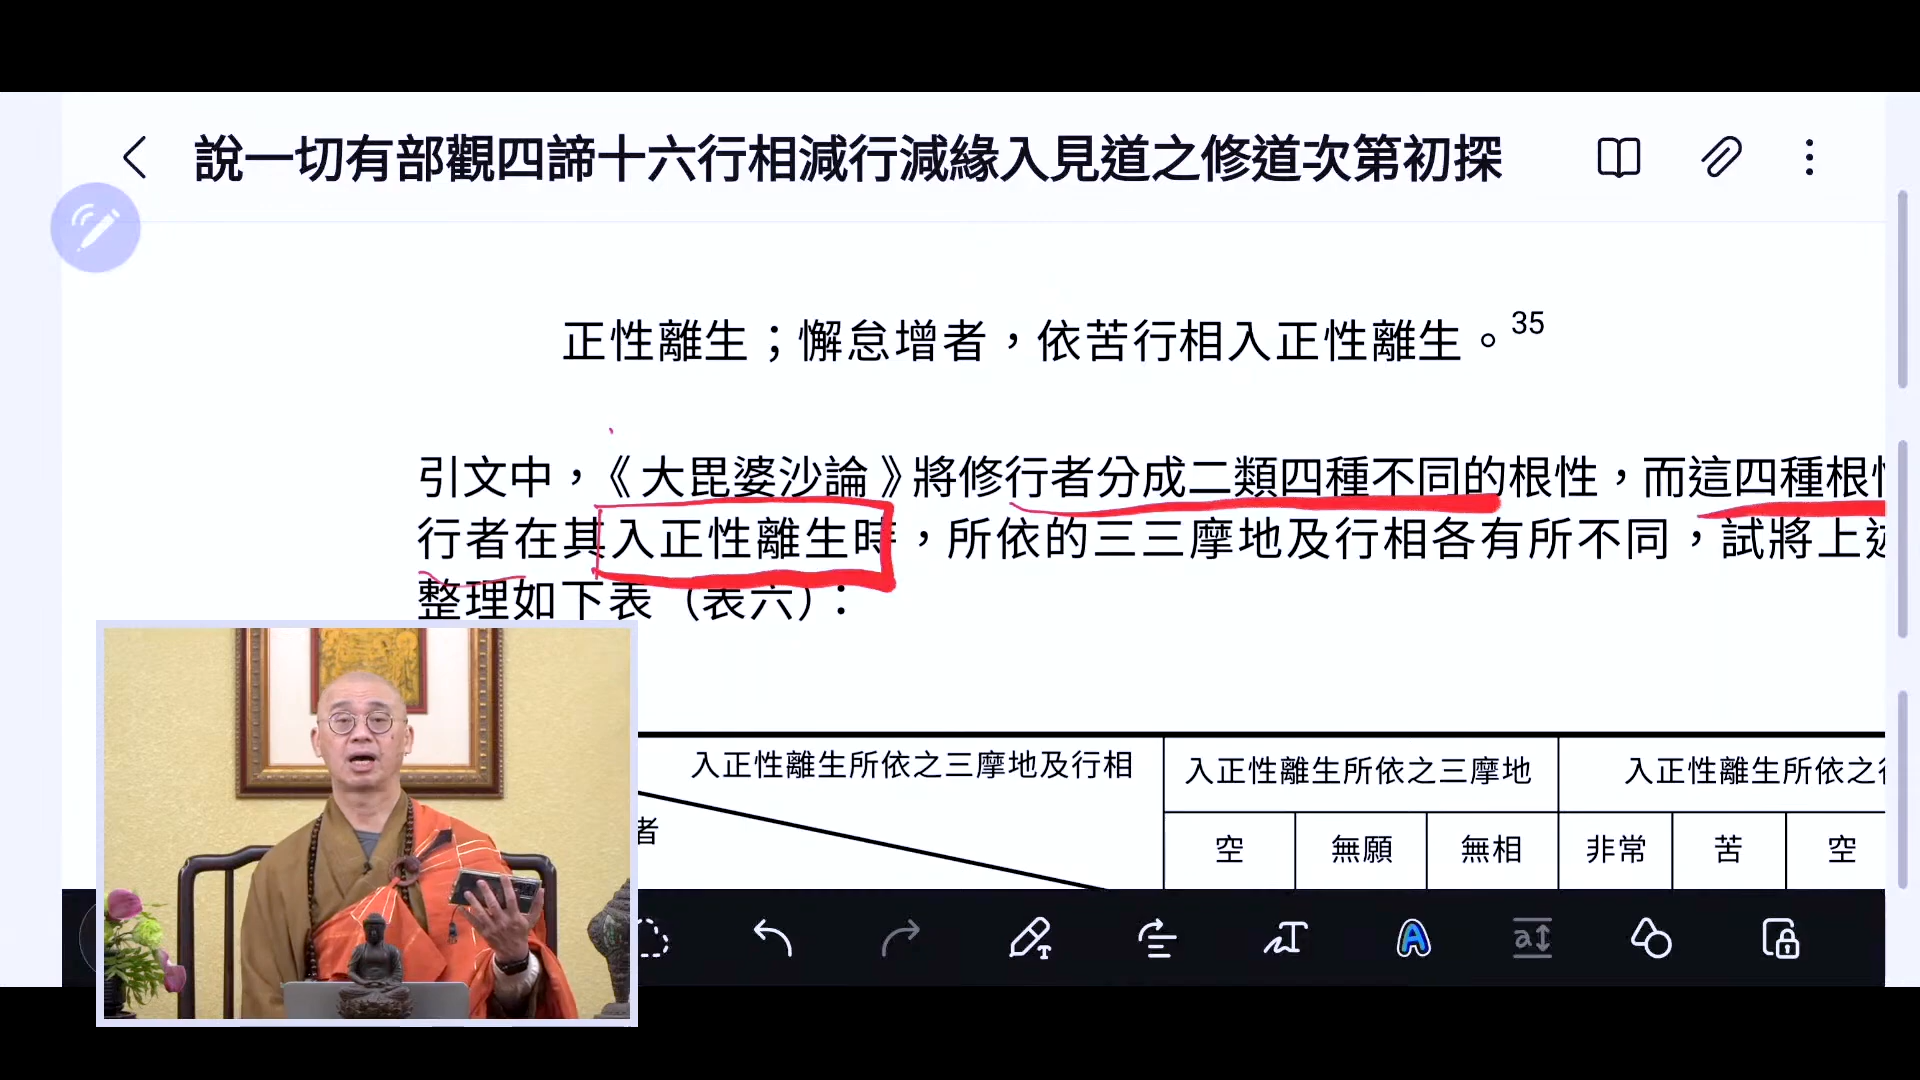 說一切有部觀四諦十六行相減行減緣入見道之修道次第初探
正性離生；懈怠增者，依苦行相入正性離生。35
引文中，《大毘婆沙論》將修行者分成二類四種不同的根性，而這四種根
行者在其入正性離生時，所依的三三摩地及行相各有所不同，試將上
整理如下表（表六）：
入正性離生所依之三摩地及行相
入正性離生所依之三摩地
入正性離生所依之
者
空
無願
無相
非常
苦
空